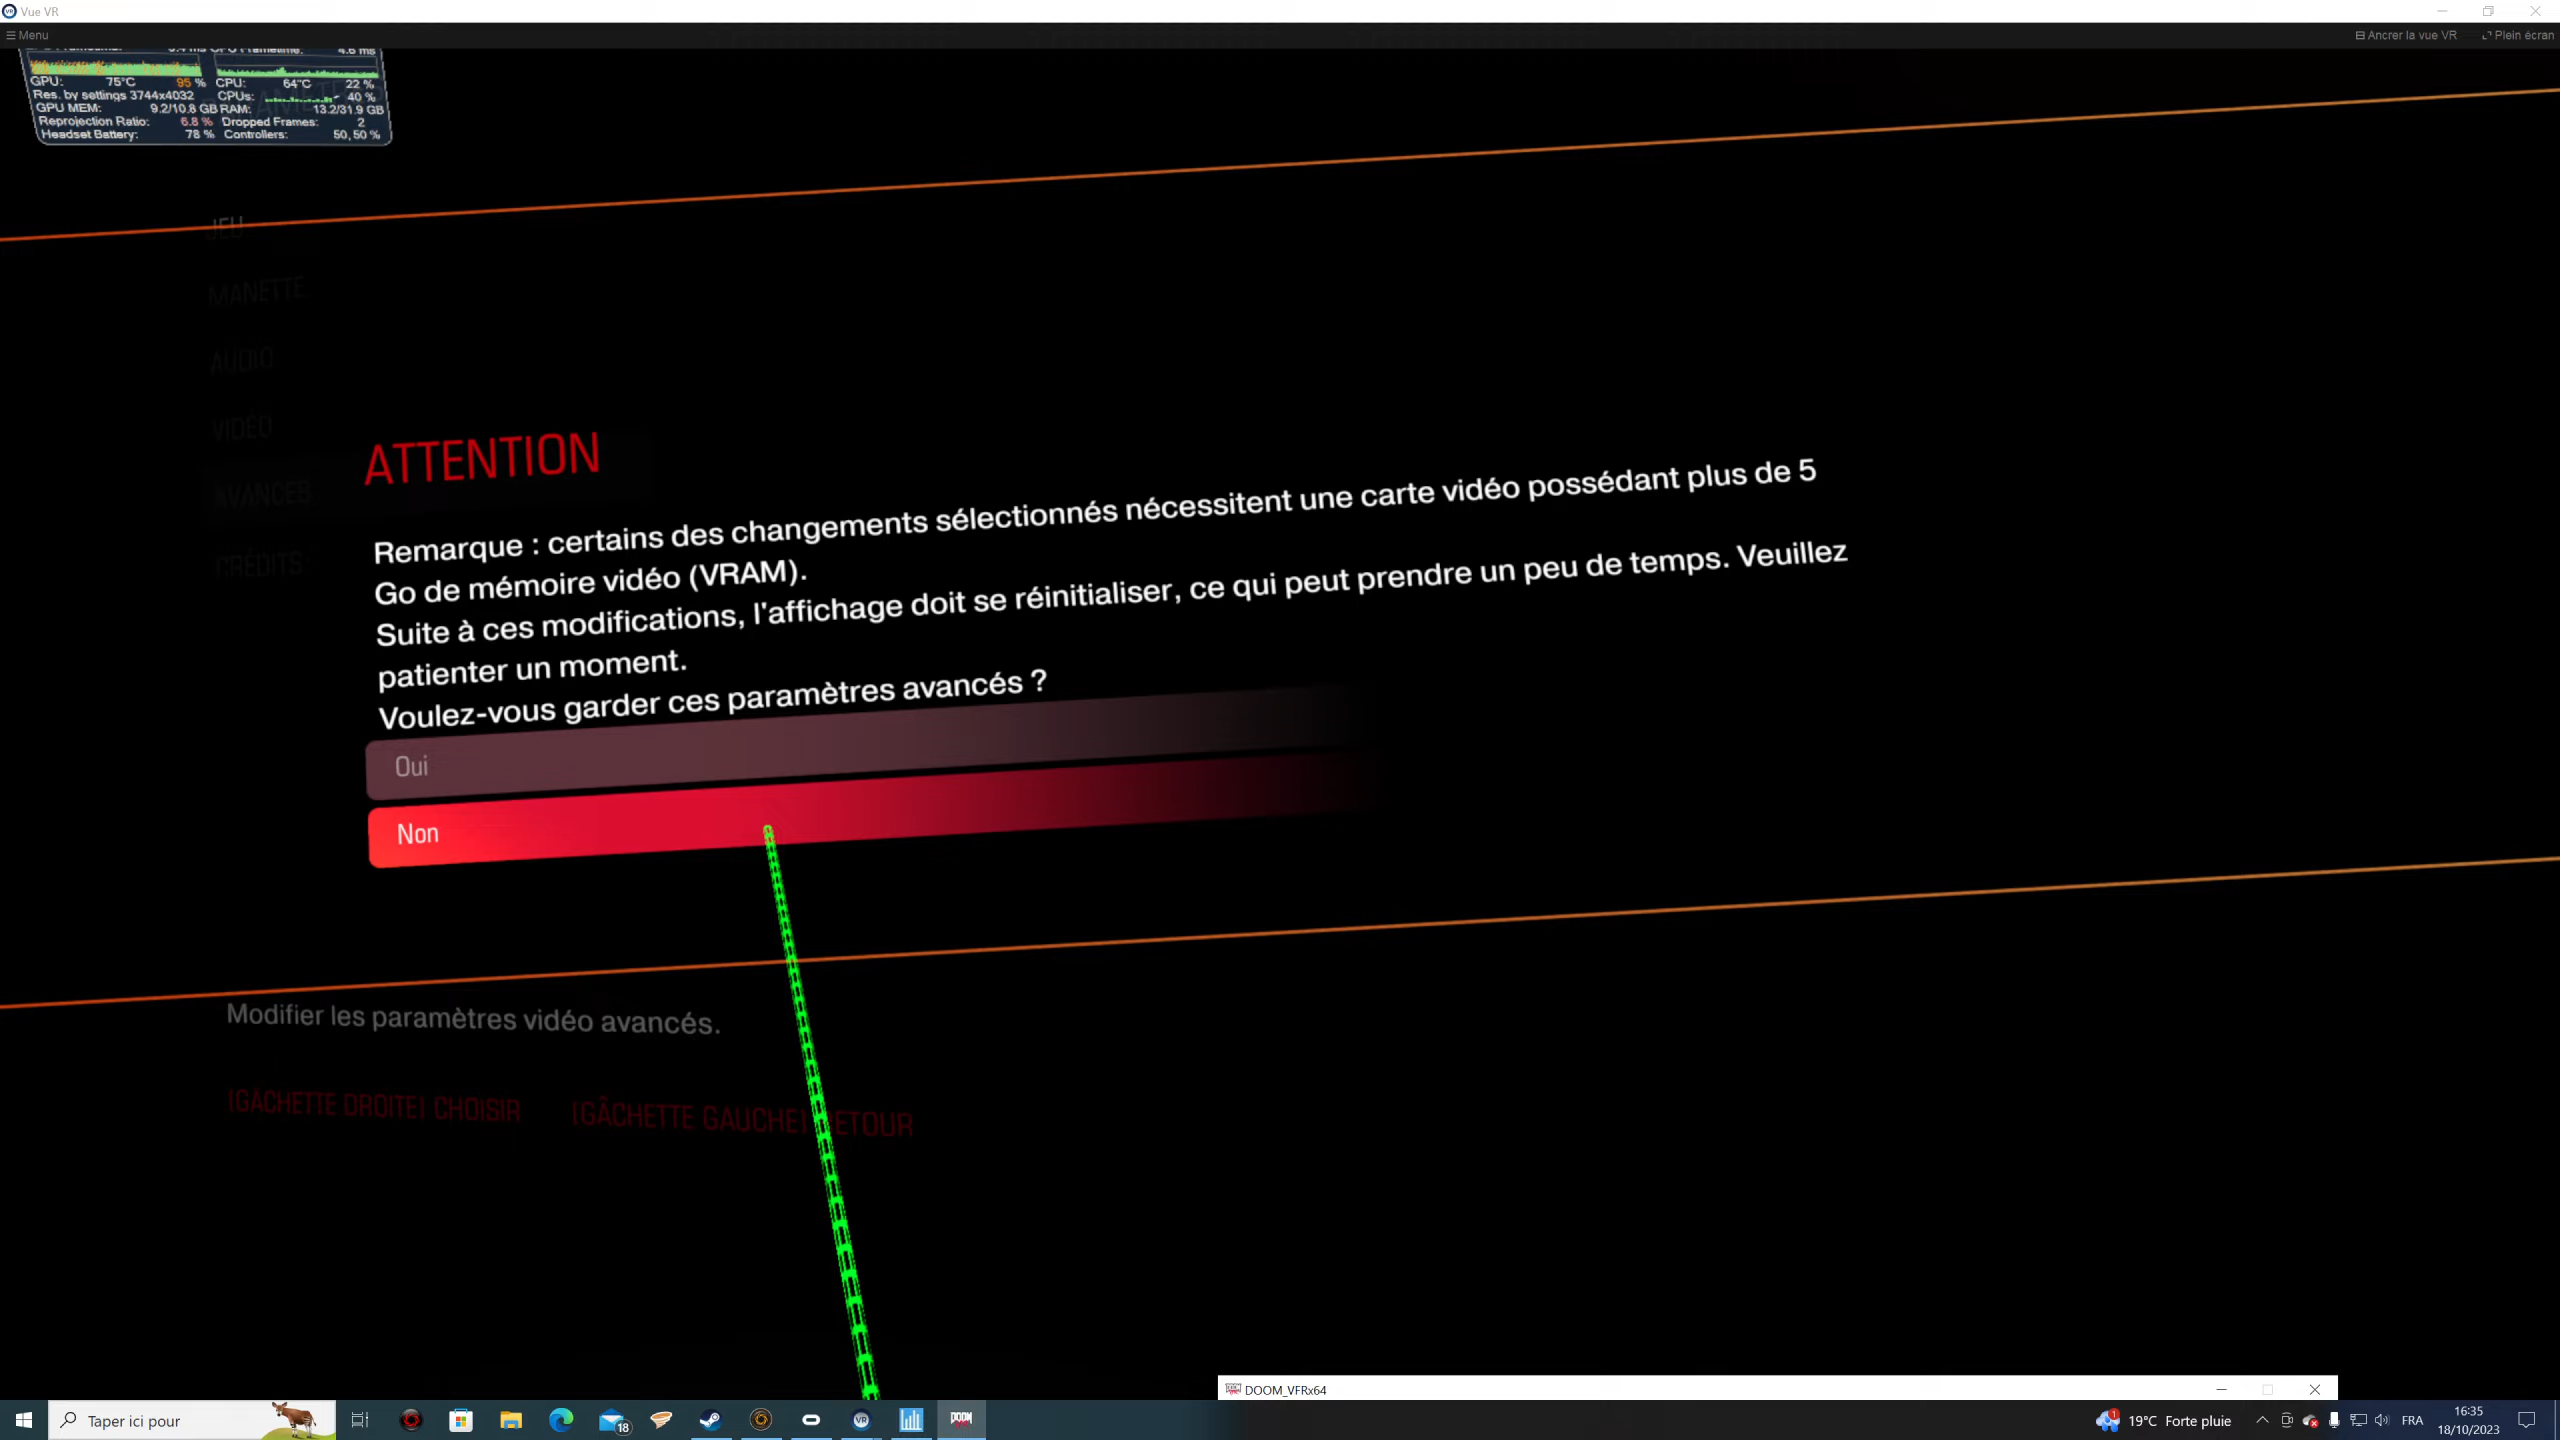 Vue VR
Menu
Ancrer la vue VR
Plein écran
GPU: 75°C 95 % CPU: 64°C 22 %
Res. by settings 3744x4032 CPUs: 40 %
GPU MEM: 9.2/10.8 GB RAM: 13.2/31.9 GB
Reprojection Ratio: 6.8 % Dropped Frames: 2
Headset Battery: 78 % Controllers: 50, 50 %
JEU
MANETTE
AUDIO
VIDÉO
CRÉDITS
ATTENTION
Remarque : certains des changements sélectionnés nécessitent une carte vidéo possédant plus de 5
Go de mémoire vidéo (VRAM).
Suite à ces modifications, l'affichage doit se réinitialiser, ce qui peut prendre un peu de temps. Veuillez
patienter un moment.
Voulez-vous garder ces paramètres avancés ?
Oui
Non
Modifier les paramètres vidéo avancés.
[GÂCHETTE DROITE] CHOISIR [GÂCHETTE GAUCHE]
DOOM_VFRx64
Taper ici pour
18
VR
DOOM
1
19°C Forte pluie
FRA
16:35
18/10/2023